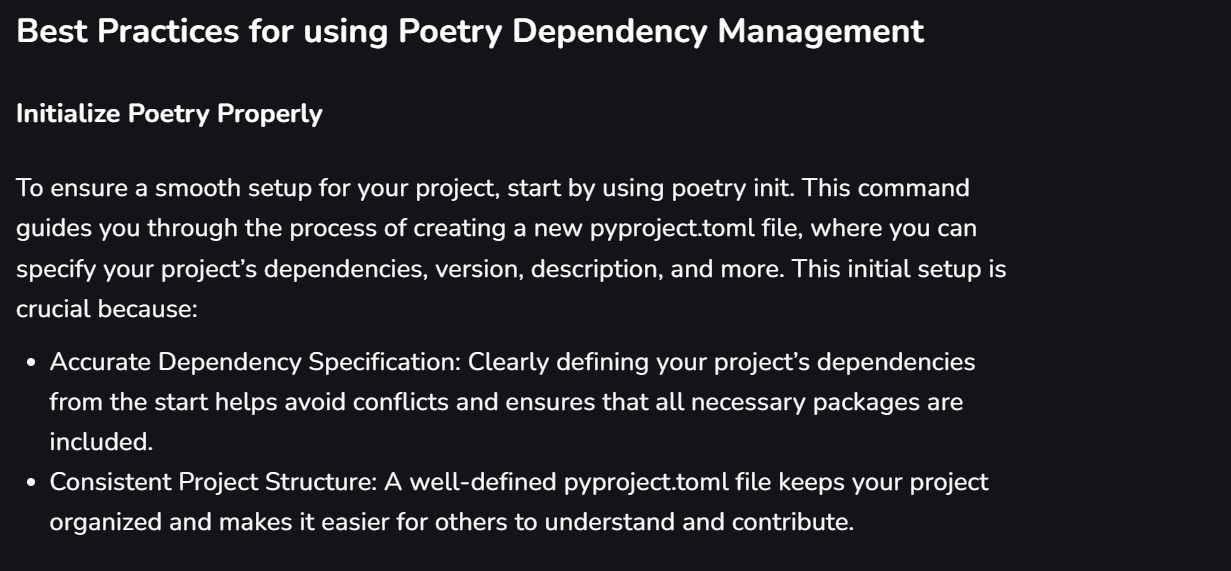 Best Practices for using Poetry Dependency Management
Initialize Poetry Properly
To ensure a smooth setup for your project, start by using poetry init. This command
guides you through the process of creating a new pyproject.toml file, where you can
specify your project’s dependencies, version, description, and more. This initial setup is
crucial because:
• Accurate Dependency Specification: Clearly defining your project’s dependencies
from the start helps avoid conflicts and ensures that all necessary packages are
included.
• Consistent Project Structure: A well-defined pyproject.toml file keeps your project
organized and makes it easier for others to understand and contribute.